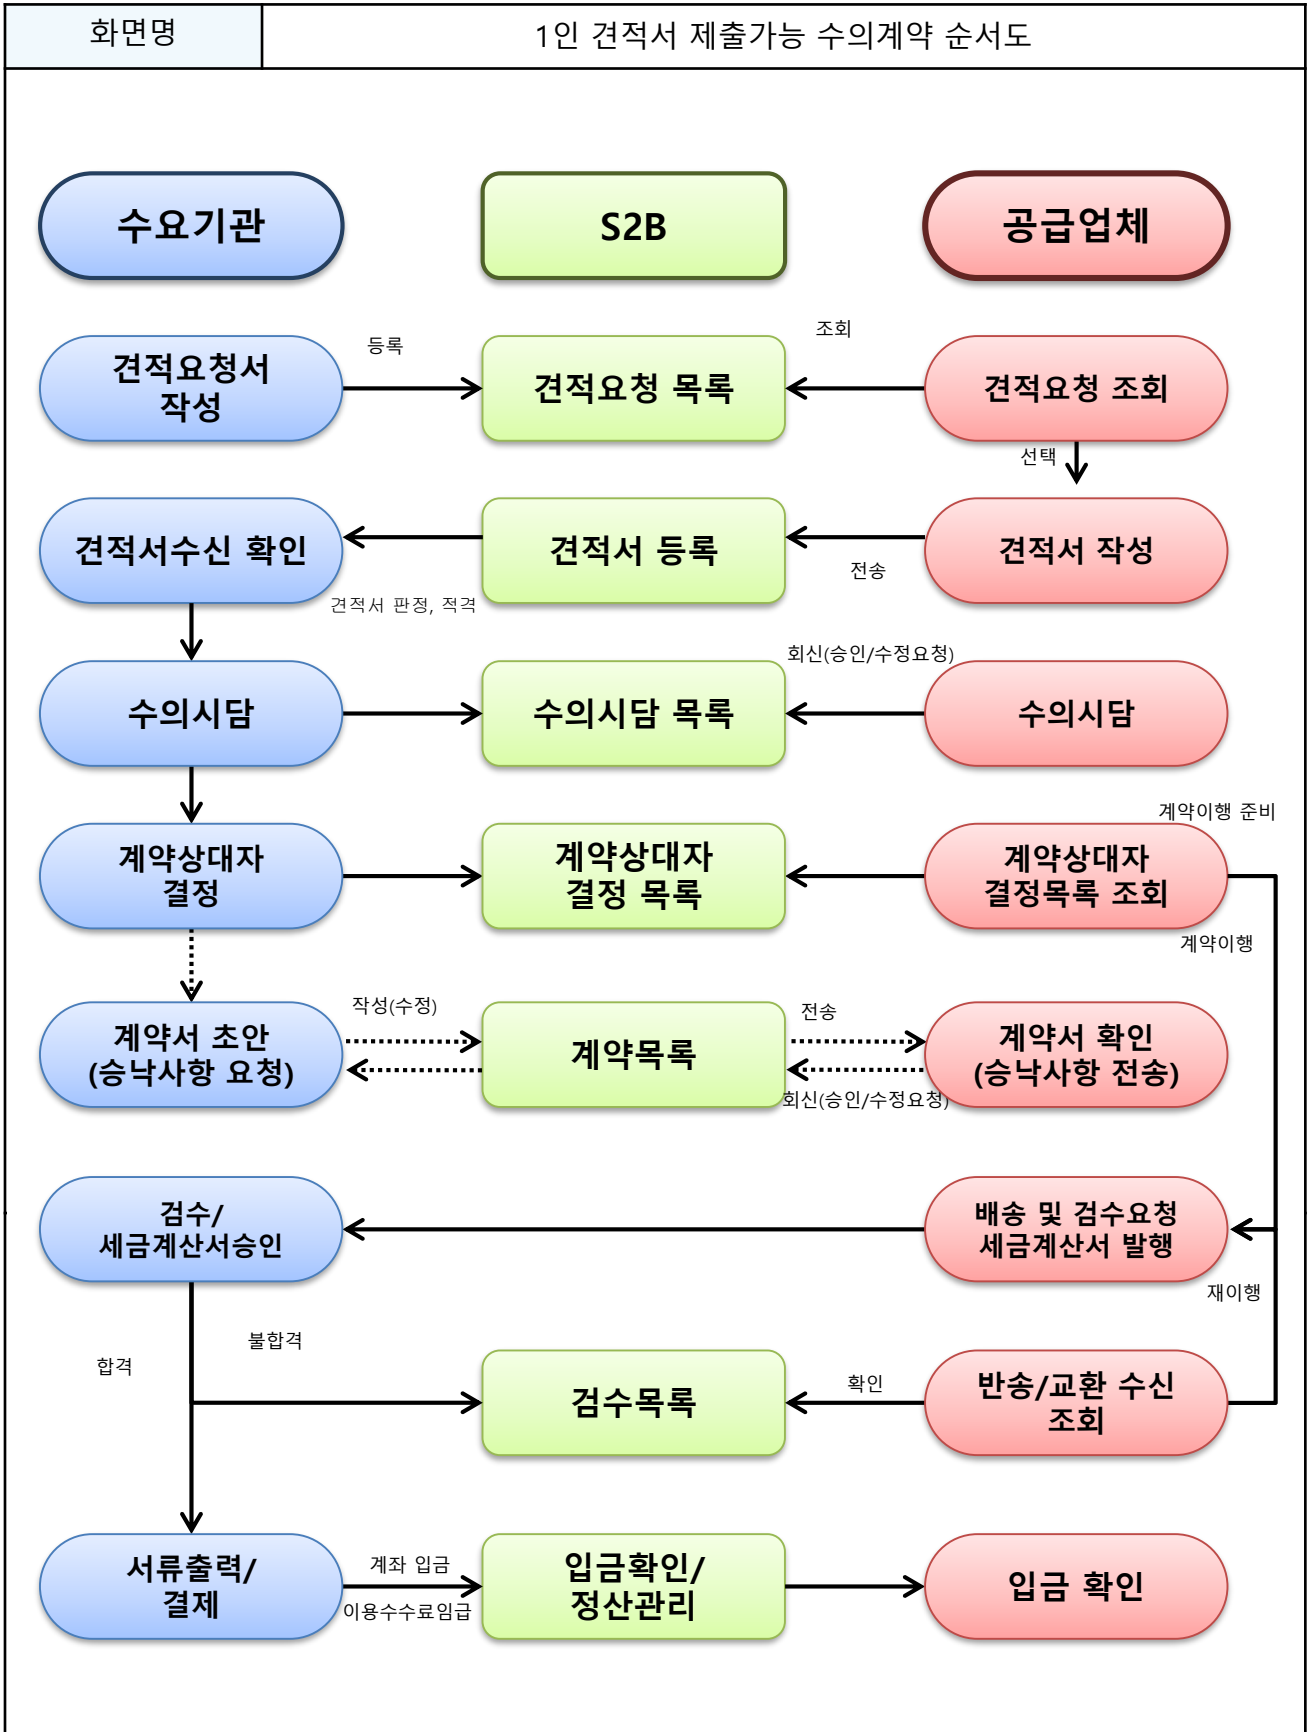 화면명
1인 견적서 제출가능 수의계약 순서도
수요기관
S2B
공급업체
견적요청서
작성
등록
견적요청 목록
조회
견적요청 조회
선택
견적서수신 확인
견적서 등록
전송
견적서 작성
견적서 판정, 적격
수의시담
수의시담 목록
회신(승인/수정요청)
수의시담
계약이행 준비
계약상대자
결정
계약상대자
결정 목록
계약상대자
결정목록 조회
계약이행
계약서 초안
(승낙사항 요청)
작성(수정)
계약목록
전송
회신(승인/수정요청)
계약서 확인
(승낙사항 전송)
검수/
세금계산서승인
배송 및 검수요청
세금계산서 발행
재이행
불합격
합격
검수목록
확인
반송/교환 수신
조회
서류출력/
결제
계좌 입금
이용수수료임급
입금확인/
정산관리
입금 확인